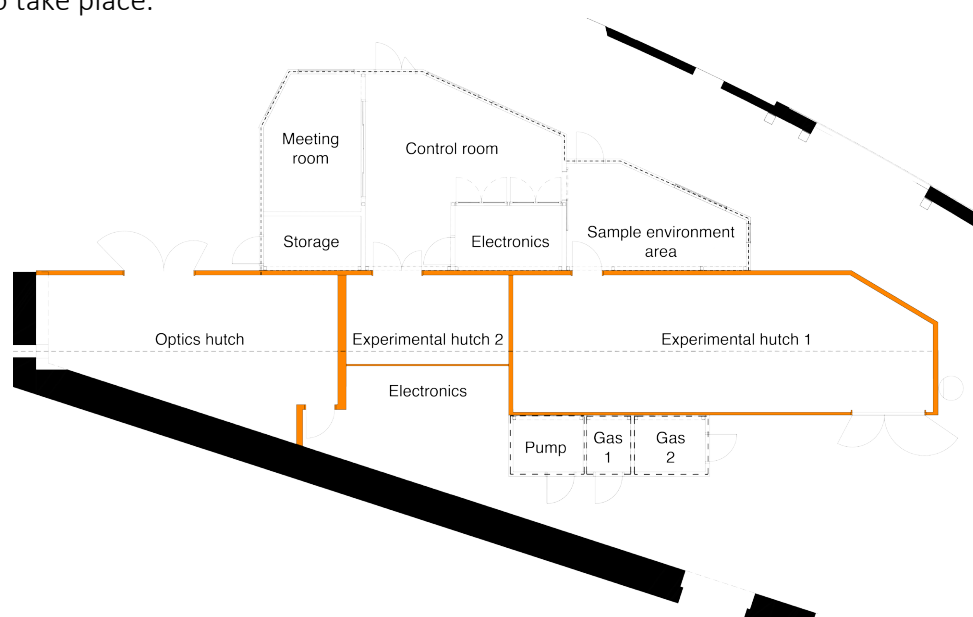 o take place.
Meeting
room
Control room
Storage
Electronics
Sample environment
area
Optics hutch
Experimental hutch 2
Experimental hutch 1
Electronics
Pump
Gas
1
Gas
2